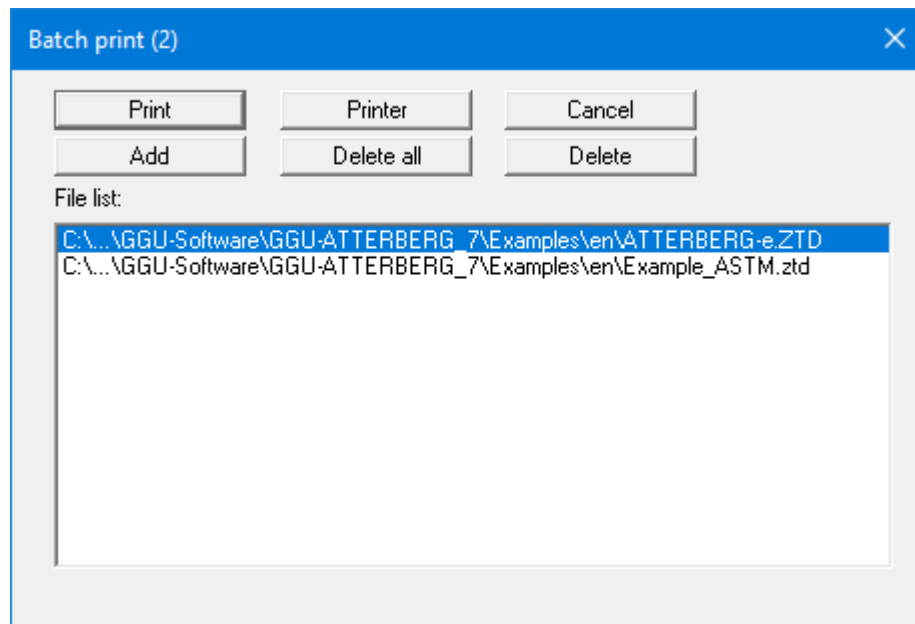 Batch print (2)
Print Printer Cancel
Add Delete all Delete
File list:
C:\...\GGU-Software\GGU-ATTERBERG_7\Examples\en\ATTERBERG-e.ZTD
C:\...\GGU-Software\GGU-ATTERBERG_7\Examples\en\Example_ASTM.ztd